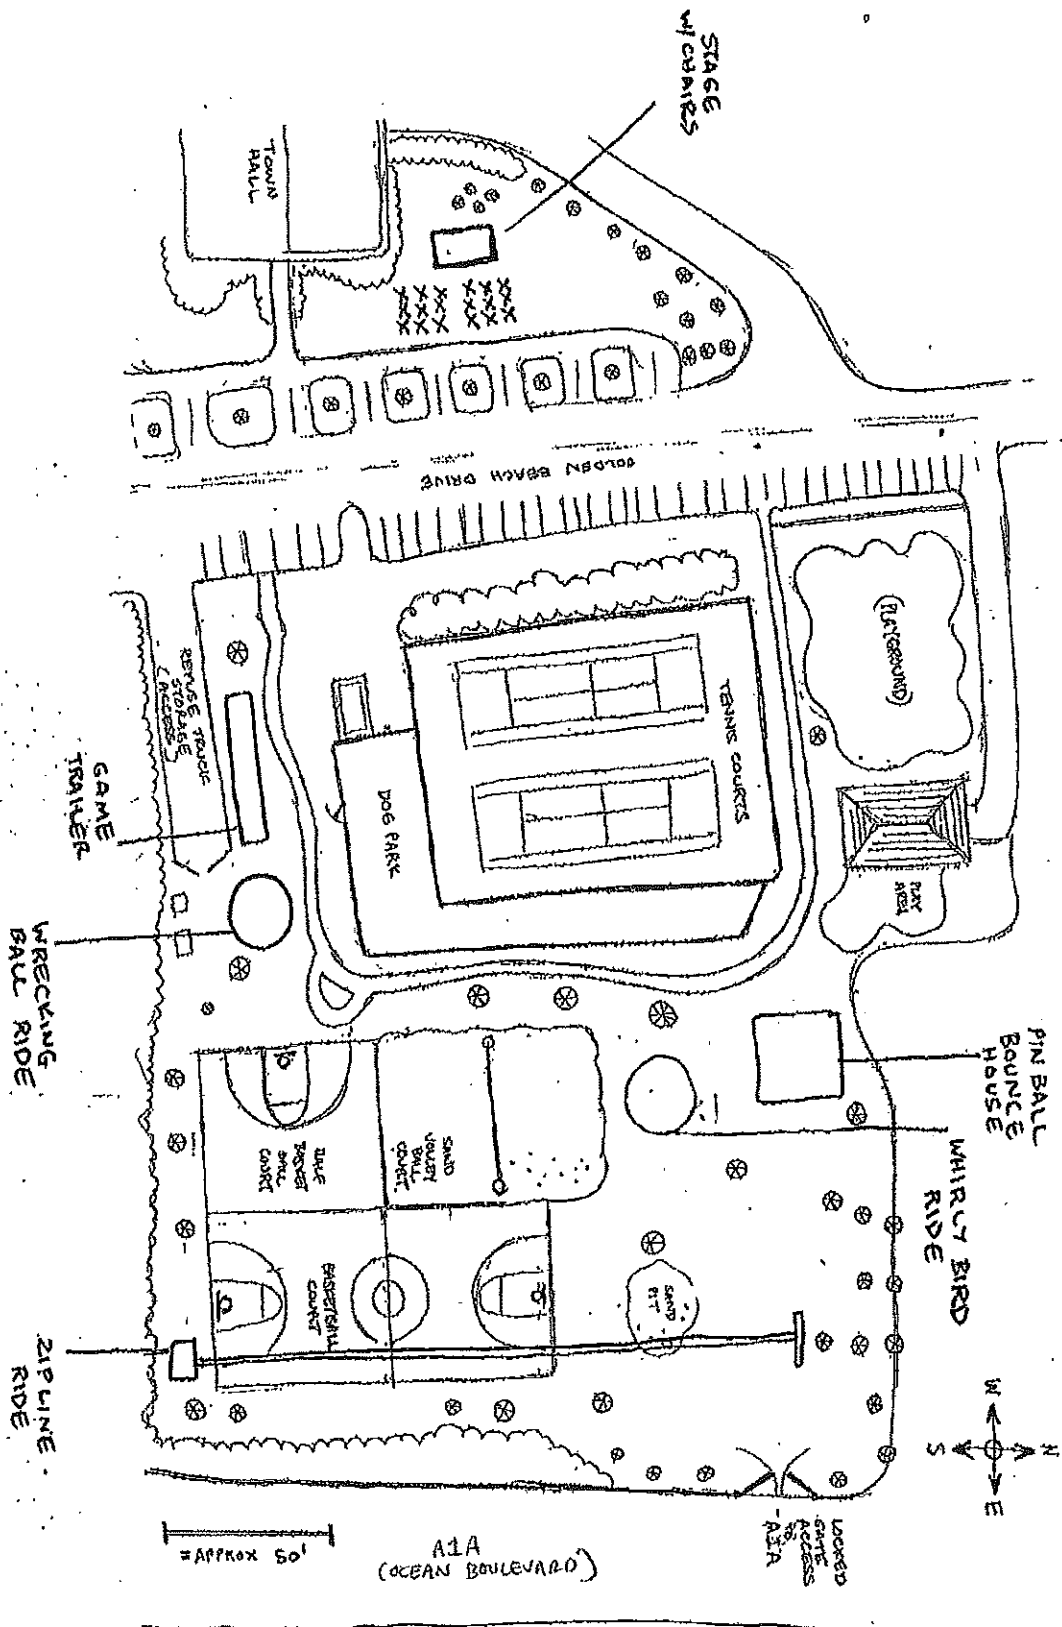 STAGE
W/ CHAIRS
TOWN
HALL
GOLDEN BEACH DRIVE
(PLAYGROUND)
TENNIS COURTS
DOG PARK
PLAY
AREA
REFUSE TRUCK
STORAGE
(ACCESS)
GAME
TRAILER
WRECKING
BALL RIDE
PIN BALL
BOUNCE
HOUSE
WHIRLY BIRD
RIDE
SAND
VOLLEY
BALL
COURT
HALF
BASKET
BALL
COURT
BASKETBALL
COURT
SAND
PIT
ZIP LINE
RIDE
N
W
E
S
LOCKED
GATE
ACCESS
TO
A1A
A1A
(OCEAN BOULEVARD)
=APPROX 50'